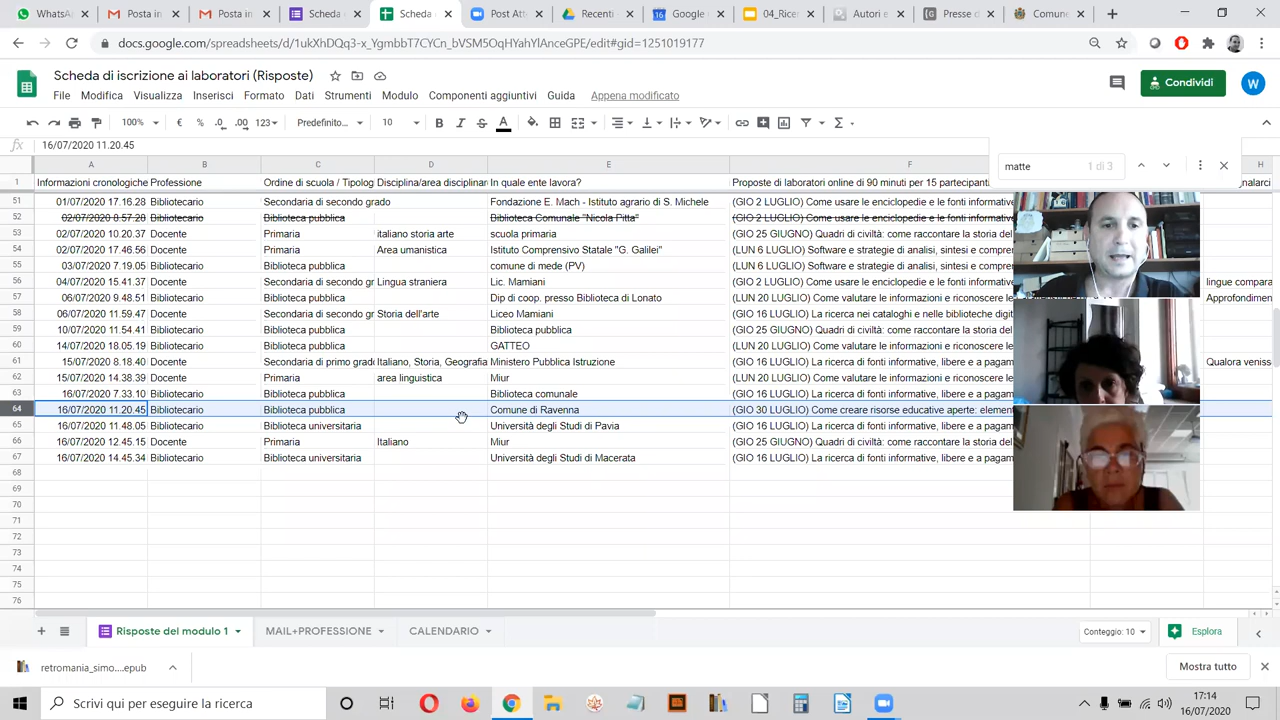 WhatsA
Posta in
Posta in
Scheda
Scheda
Post Atte
Recenti
Google
04_Rice
Autori e
Presse d
Comune
docs.google.com/spreadsheets/d/1ukXhDQq3-x_YgmbbT7CYCn_bVSM5OqHYahYlAnceGPE/edit#gid=1251019177
Scheda di iscrizione ai laboratori (Risposte)
File Modifica Visualizza Inserisci Formato Dati Strumenti Modulo Componenti aggiuntivi Guida Appena modificato
Condividi
W
100% € % .0 .00 123 Predefinito... 10 B I S A
fx 16/07/2020 11.20.45
matte 1 di 3
A B C D E F H
1 Informazioni cronologiche Professione Ordine di scuola / Tipolog Disciplina/area disciplinar In quale ente lavora? Proposte di laboratori online di 90 minuti per 15 partecipanti gnalarci
51 01/07/2020 17.16.28 Bibliotecario Secondaria di secondo grado Fondazione E. Mach - Istituto agrario di S. Michele (GIO 2 LUGLIO) Come usare le enciclopedie e le fonti informative
52 02/07/2020 8.57.28 Bibliotecario Biblioteca pubblica Biblioteca Comunale "Nicola Pitta" (GIO 2 LUGLIO) Come usare le enciclopedie e le fonti informative
53 02/07/2020 10.20.37 Docente Primaria italiano storia arte scuola primaria (GIO 25 GIUGNO) Quadri di civiltà: come raccontare la storia del
54 02/07/2020 17.46.56 Docente Primaria Area umanistica Istituto Comprensivo Statale "G. Galilei" (LUN 6 LUGLIO) Software e strategie di analisi, sintesi e compren
55 03/07/2020 7.19.05 Bibliotecario Biblioteca pubblica comune di mede (PV) (LUN 6 LUGLIO) Software e strategie di analisi, sintesi e compren
56 04/07/2020 15.41.37 Docente Secondaria di secondo gr Lingua straniera Lic. Mamiani (GIO 2 LUGLIO) Come usare le enciclopedie e le fonti informative lingue compara
57 06/07/2020 9.48.51 Bibliotecario Biblioteca pubblica Dip di coop. presso Biblioteca di Lonato (LUN 20 LUGLIO) Come valutare le informazioni e riconoscere le Approfondimen
58 06/07/2020 11.59.47 Docente Secondaria di secondo gr Storia dell'arte Liceo Mamiani (GIO 16 LUGLIO) La ricerca nei cataloghi e nelle biblioteche digit
59 10/07/2020 11.54.41 Bibliotecario Biblioteca pubblica Biblioteca pubblica (GIO 25 GIUGNO) Quadri di civiltà: come raccontare la storia del
60 14/07/2020 18.05.19 Bibliotecario Biblioteca pubblica GATTEO (LUN 20 LUGLIO) Come valutare le informazioni e riconoscere le
61 15/07/2020 8.18.40 Docente Secondaria di primo grado Italiano, Storia, Geografia Ministero Pubblica Istruzione (GIO 16 LUGLIO) La ricerca di fonti informative, libere e a pagam Qualora veniss
62 15/07/2020 14.38.39 Docente Primaria area linguistica Miur (LUN 20 LUGLIO) Come valutare le informazioni e riconoscere le
63 16/07/2020 7.33.10 Bibliotecario Biblioteca pubblica Biblioteca comunale (GIO 16 LUGLIO) La ricerca di fonti informative, libere e a pagam
64 16/07/2020 11.20.45 Bibliotecario Biblioteca pubblica Comune di Ravenna (GIO 30 LUGLIO) Come creare risorse educative aperte: element
65 16/07/2020 11.48.05 Bibliotecario Biblioteca universitaria Università degli Studi di Pavia (GIO 16 LUGLIO) La ricerca di fonti informative, libere e a pagam
66 16/07/2020 12.45.15 Docente Primaria Italiano Miur (GIO 25 GIUGNO) Quadri di civiltà: come raccontare la storia del
67 16/07/2020 14.45.34 Bibliotecario Biblioteca universitaria Università degli Studi di Macerata (GIO 16 LUGLIO) La ricerca di fonti informative, libere e a pagam
68
69
70
71
72
73
74
75
76
Risposte del modulo 1 MAIL+PROFESSIONE CALENDARIO Conteggio: 10 Esplora
retromania_simo....epub Mostra tutto
Scrivi qui per eseguire la ricerca
17:14
16/07/2020